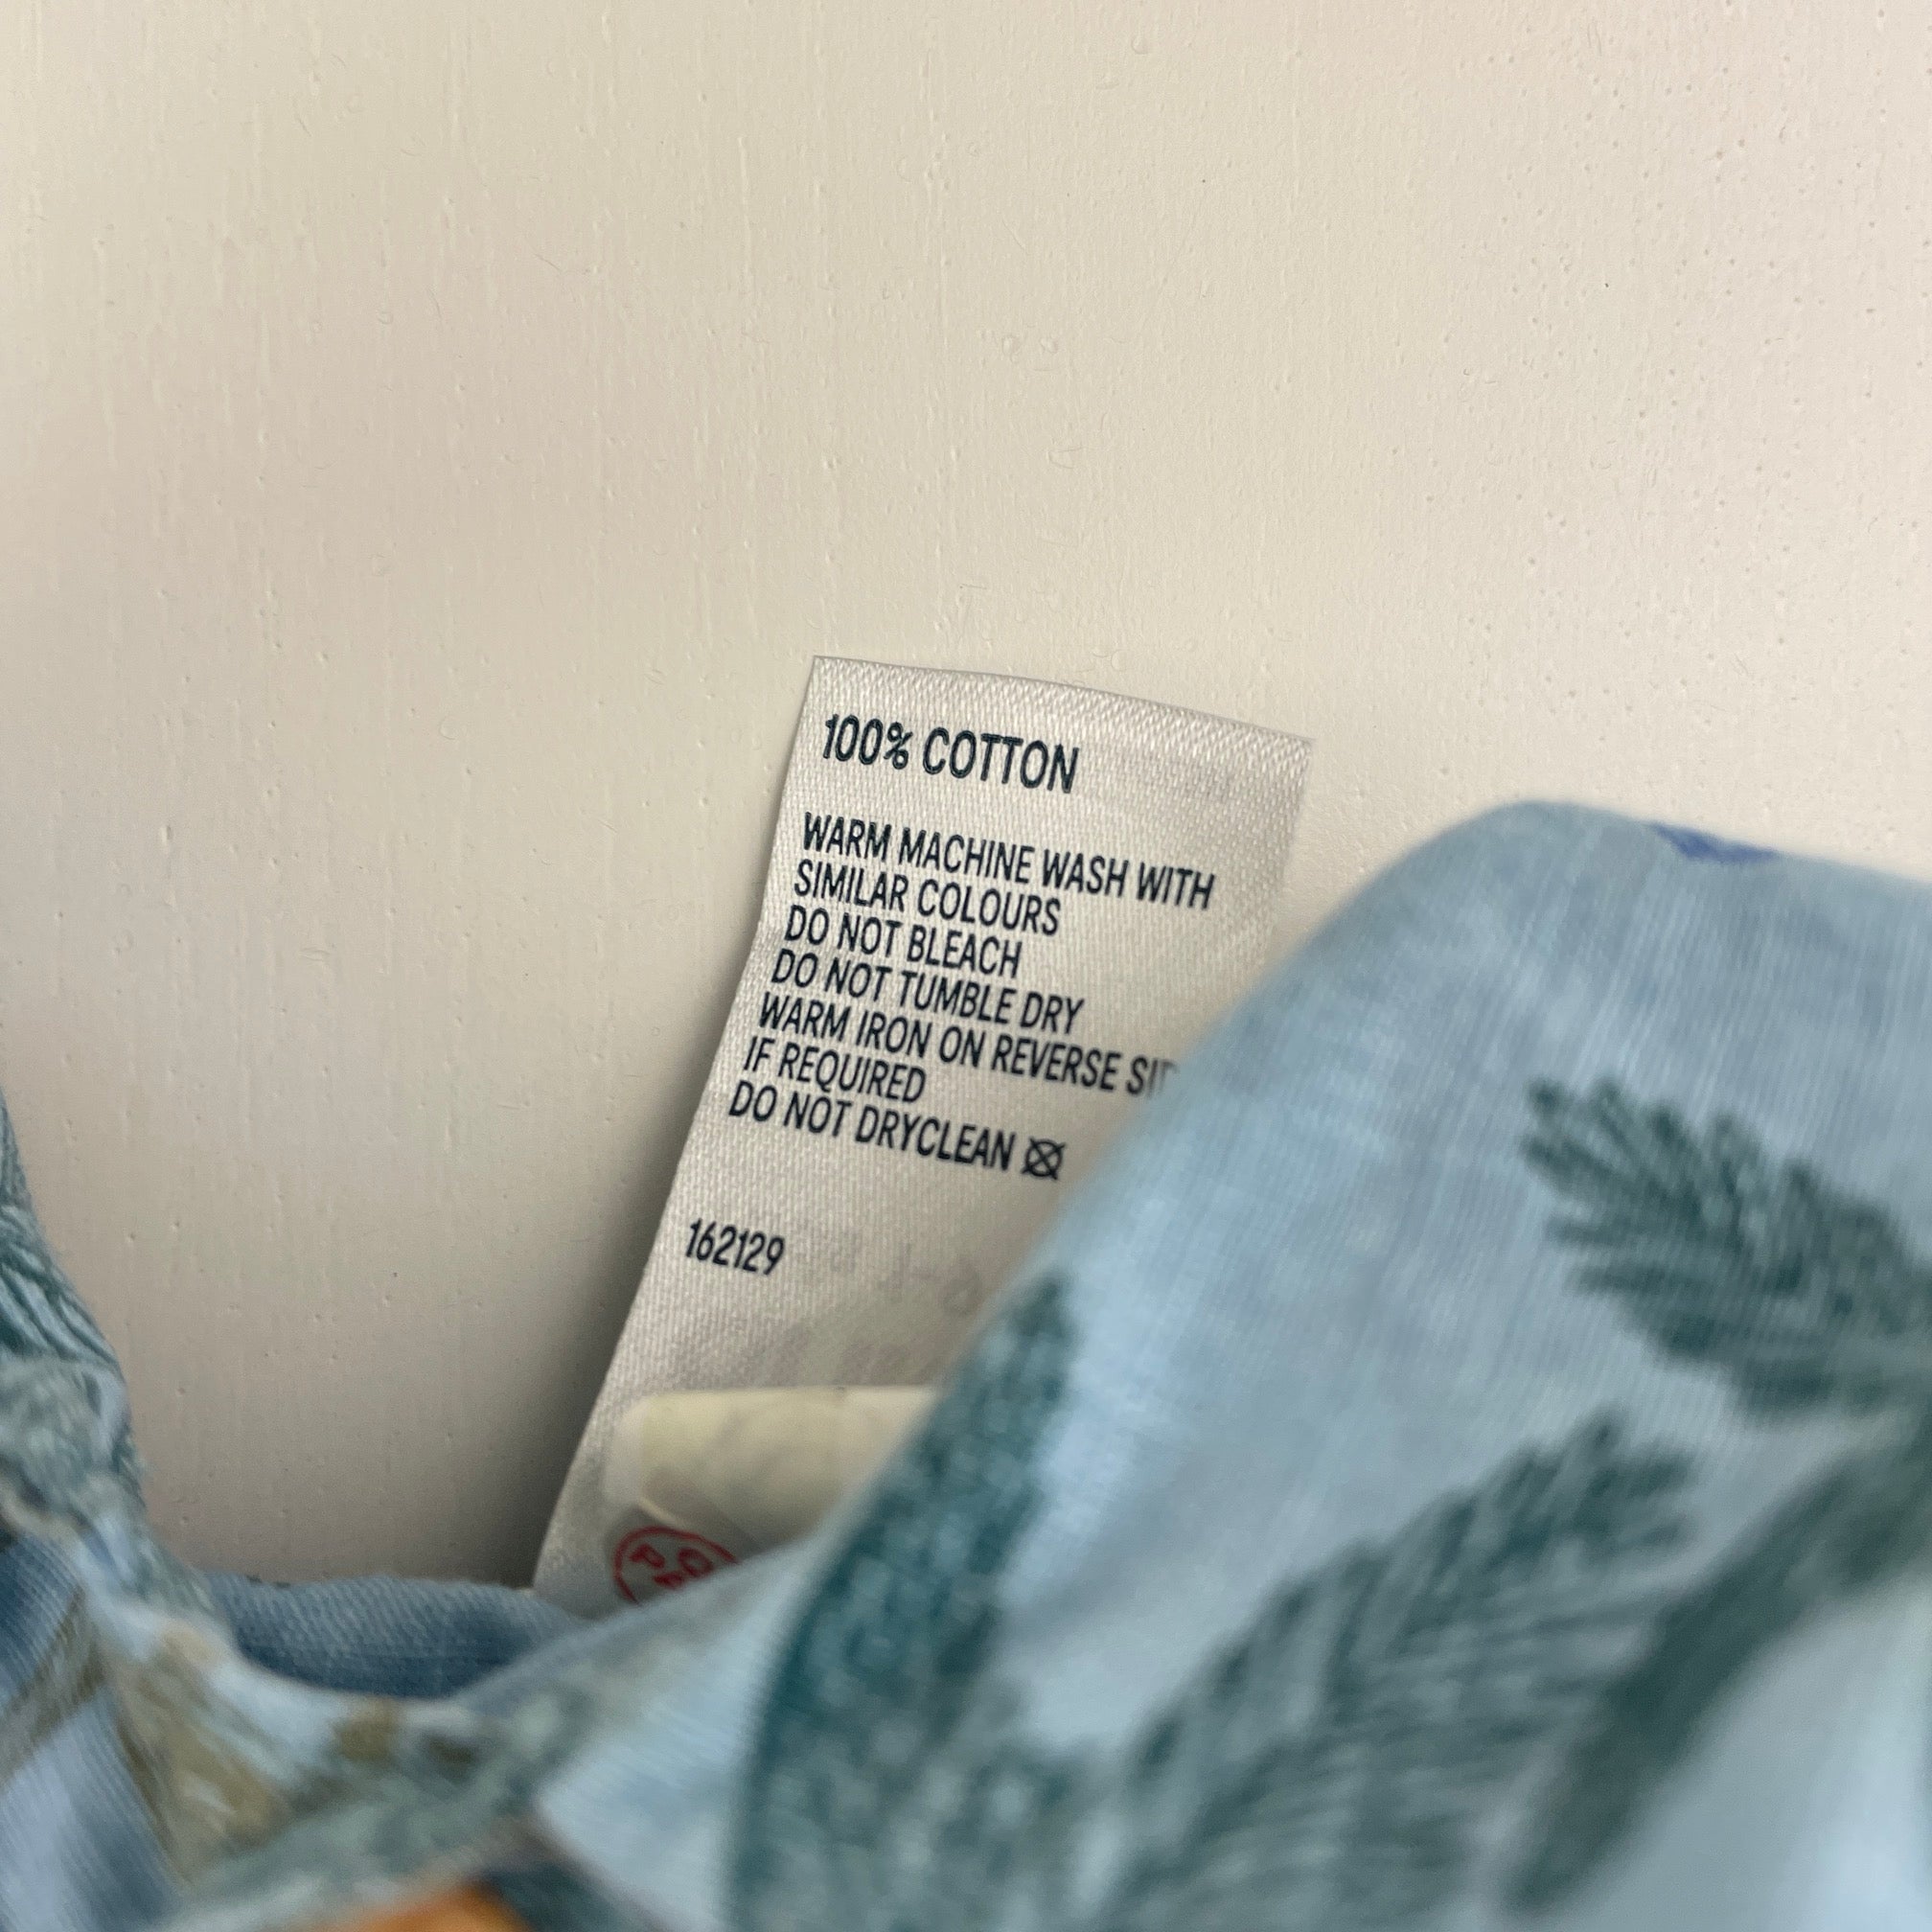 100% COTTON
WARM MACHINE WASH WITH
SIMILAR COLOURS
DO NOT BLEACH
DO NOT TUMBLE DRY
WARM IRON ON REVERSE
IF REQUIRED
DO NOT DRYCLEAN
162129